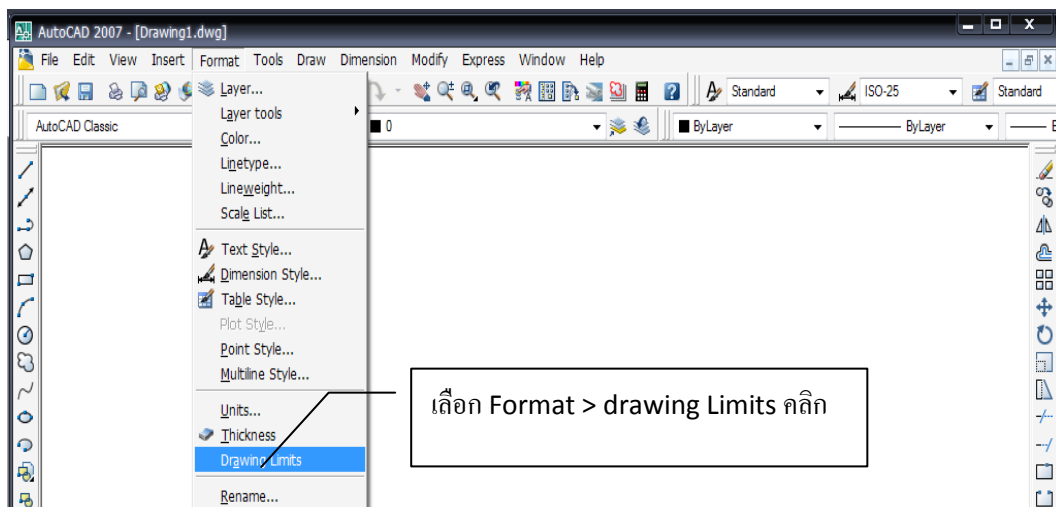 AutoCAD 2007 - [Drawing1.dwg]
File Edit View Insert Format Tools Draw Dimension Modify Express Window Help
Standard ISO-25 Standard
AutoCAD Classic 0 ByLayer ByLayer
Layer...
Layer tools
Color...
Linetype...
Lineweight...
Scale List...
Text Style...
Dimension Style...
Table Style...
Plot Style...
Point Style...
Multiline Style...
Units...
Thickness
Drawing Limits
Rename...
เลือก Format > drawing Limits คลิก